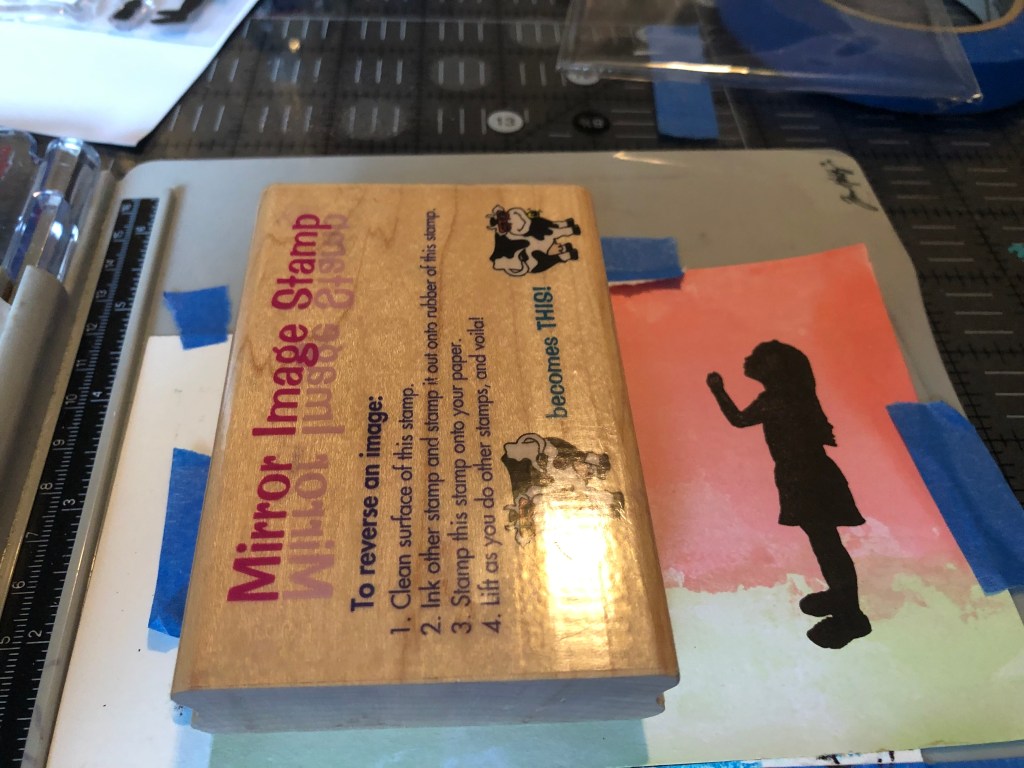 Mirror Image Stamp
Mirror Image Stamp
To reverse an image:
1. Clean surface of this stamp.
2. Ink other stamp and stamp it out onto rubber of this stamp.
3. Stamp this stamp onto your paper.
4. Lift as you do other stamps, and voila!
becomes THIS!
13